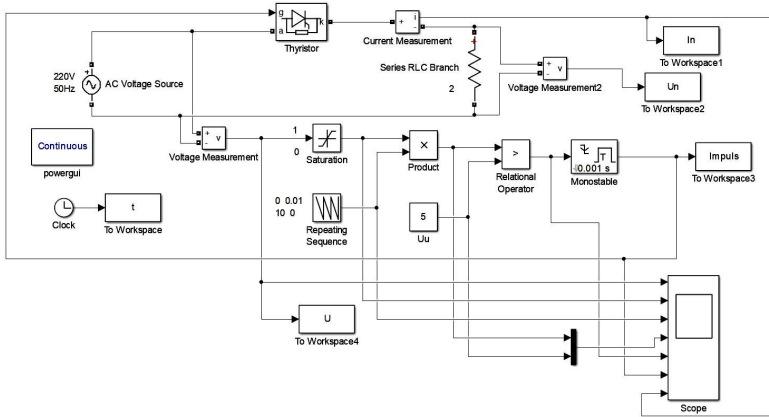 g
a
k
Thyristor
+
-
i
Current Measurement
In
To Workspace1
220V
50Hz
+
AC Voltage Source
+
Series RLC Branch
2
+
-
v
Voltage Measurement2
Un
To Workspace2
Continuous
powergui
+
-
v
Voltage Measurement
1
0
Saturation
×
Product
>
Relational
Operator
T
0.001 s
Monostable
Impuls
To Workspace3
Clock
t
To Workspace
0 0.01
10 0
Repeating
Sequence
5
Uu
U
To Workspace4
Scope